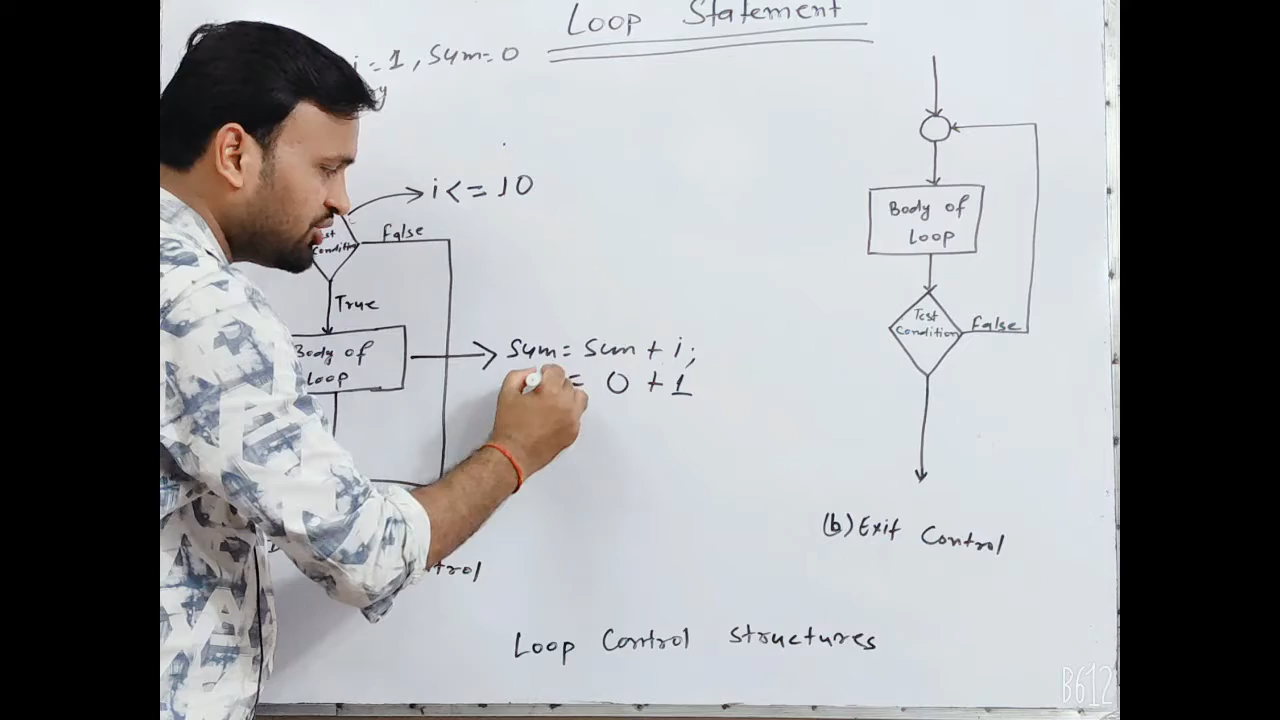 Loop Statement
i=1, sum=0
i<=10
False
Condition
True
Body of
Loop
sum= sum + i;
= 0 + 1
Body of
Loop
Test
Condition
False
(b) Exit Control
Loop Control Structures
B612